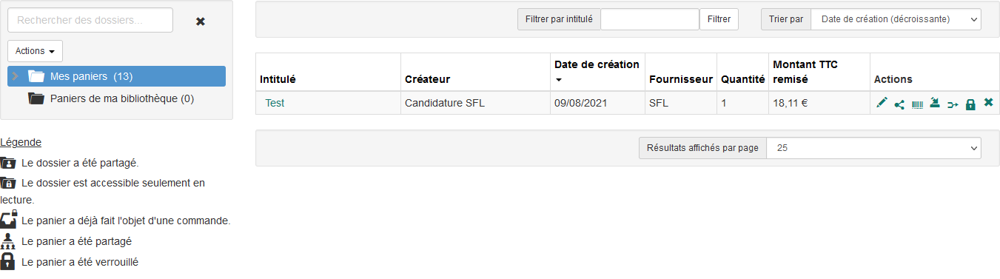 Rechercher des dossiers...
Actions
Mes paniers (13)
Paniers de ma bibliothèque (0)
Légende
Le dossier a été partagé.
Le dossier est accessible seulement en
lecture.
Le panier a déjà fait l'objet d'une commande.
Le panier a été partagé
Le panier a été verrouillé
Filtrer par intitulé
Filtrer
Trier par
Date de création (décroissante)
Intitulé Créateur Date de création Fournisseur Quantité Montant TTC
remisé Actions
Test Candidature SFL 09/08/2021 SFL 1 18,11 €
Résultats affichés par page 25